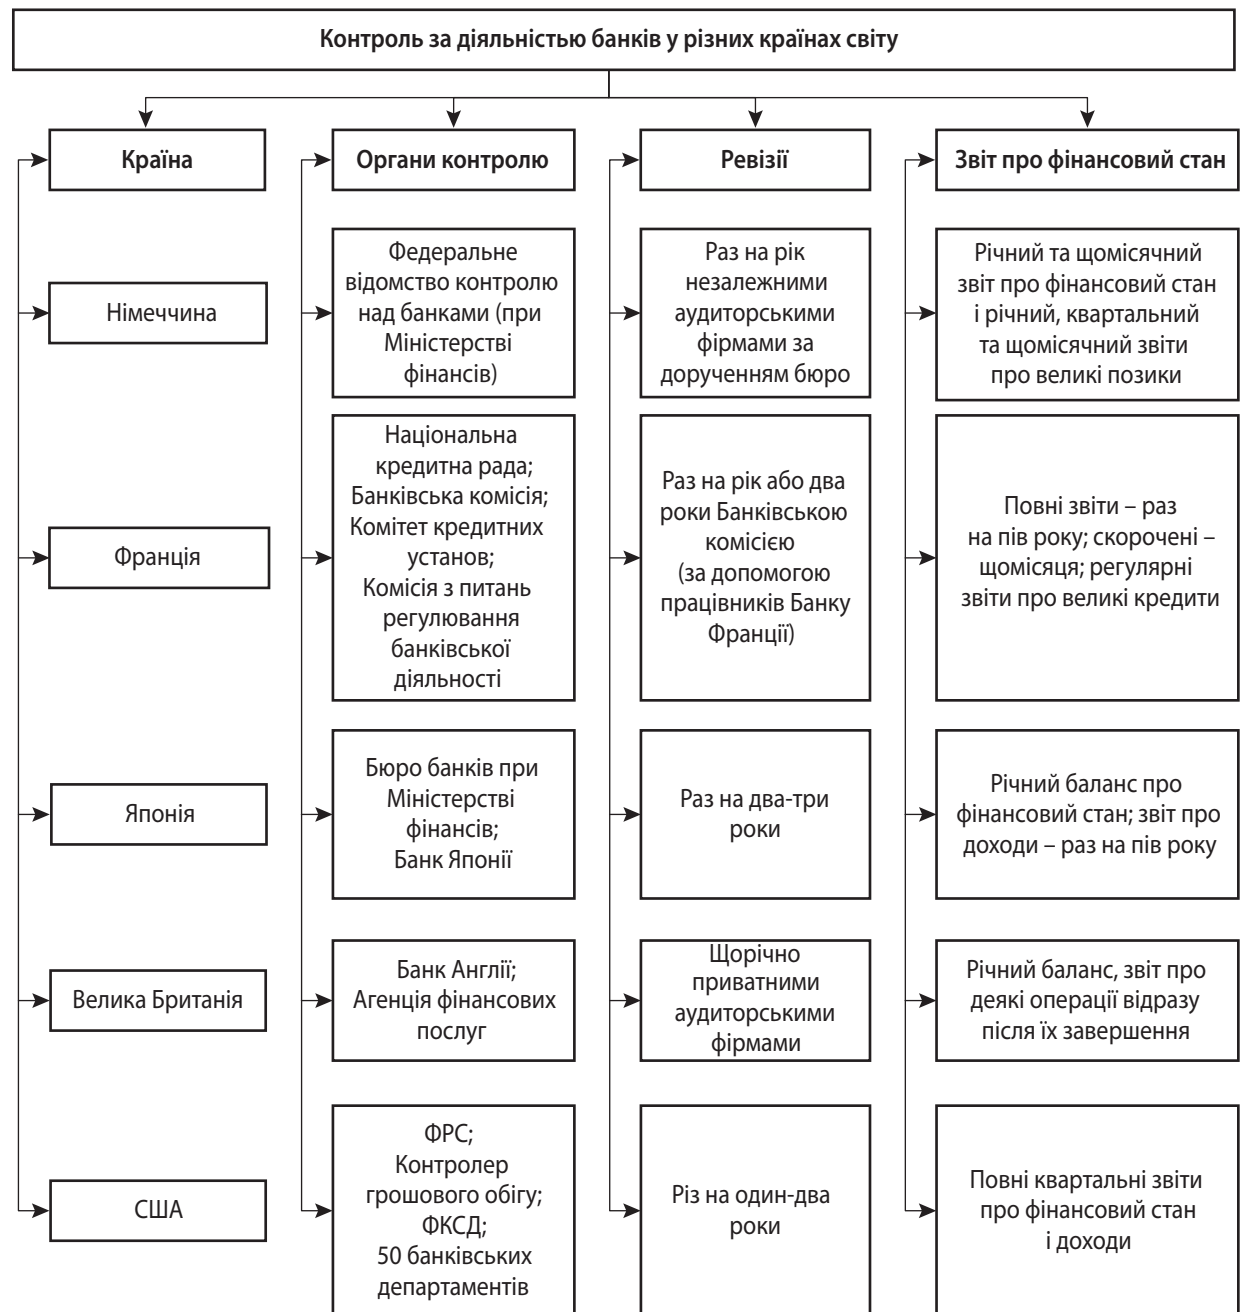 Контроль за діяльністю банків у різних країнах світу
Країна
Органи контролю
Ревізії
Звіт про фінансовий стан
Німеччина
Федеральне
відомство контролю
над банками (при
Міністерстві
фінансів)
Раз на рік
незалежними
аудиторськими
фірмами за
дорученням бюро
Річний та щомісячний
звіт про фінансовий стан
і річний, квартальний
та щомісячний звіти
про великі позики
Франція
Національна
кредитна рада;
Банківська комісія;
Комітет кредитних
установ;
Комісія з питань
регулювання
банківської
діяльності
Раз на рік або два
роки Банківською
комісією
(за допомогою
працівників Банку
Франції)
Повні звіти – раз
на пів року; скорочені –
щомісяця; регулярні
звіти про великі кредити
Японія
Бюро банків при
Міністерстві
фінансів;
Банк Японії
Раз на два-три
роки
Річний баланс про
фінансовий стан; звіт про
доходи – раз на пів року
Велика Британія
Банк Англії;
Агенція фінансових
послуг
Щорічно
приватними
аудиторськими
фірмами
Річний баланс, звіт про
деякі операції відразу
після їх завершення
США
ФРС;
Контролер
грошового обігу;
ФКСД;
50 банківських
департаментів
Різ на один-два
роки
Повні квартальні звіти
про фінансовий стан
і доходи